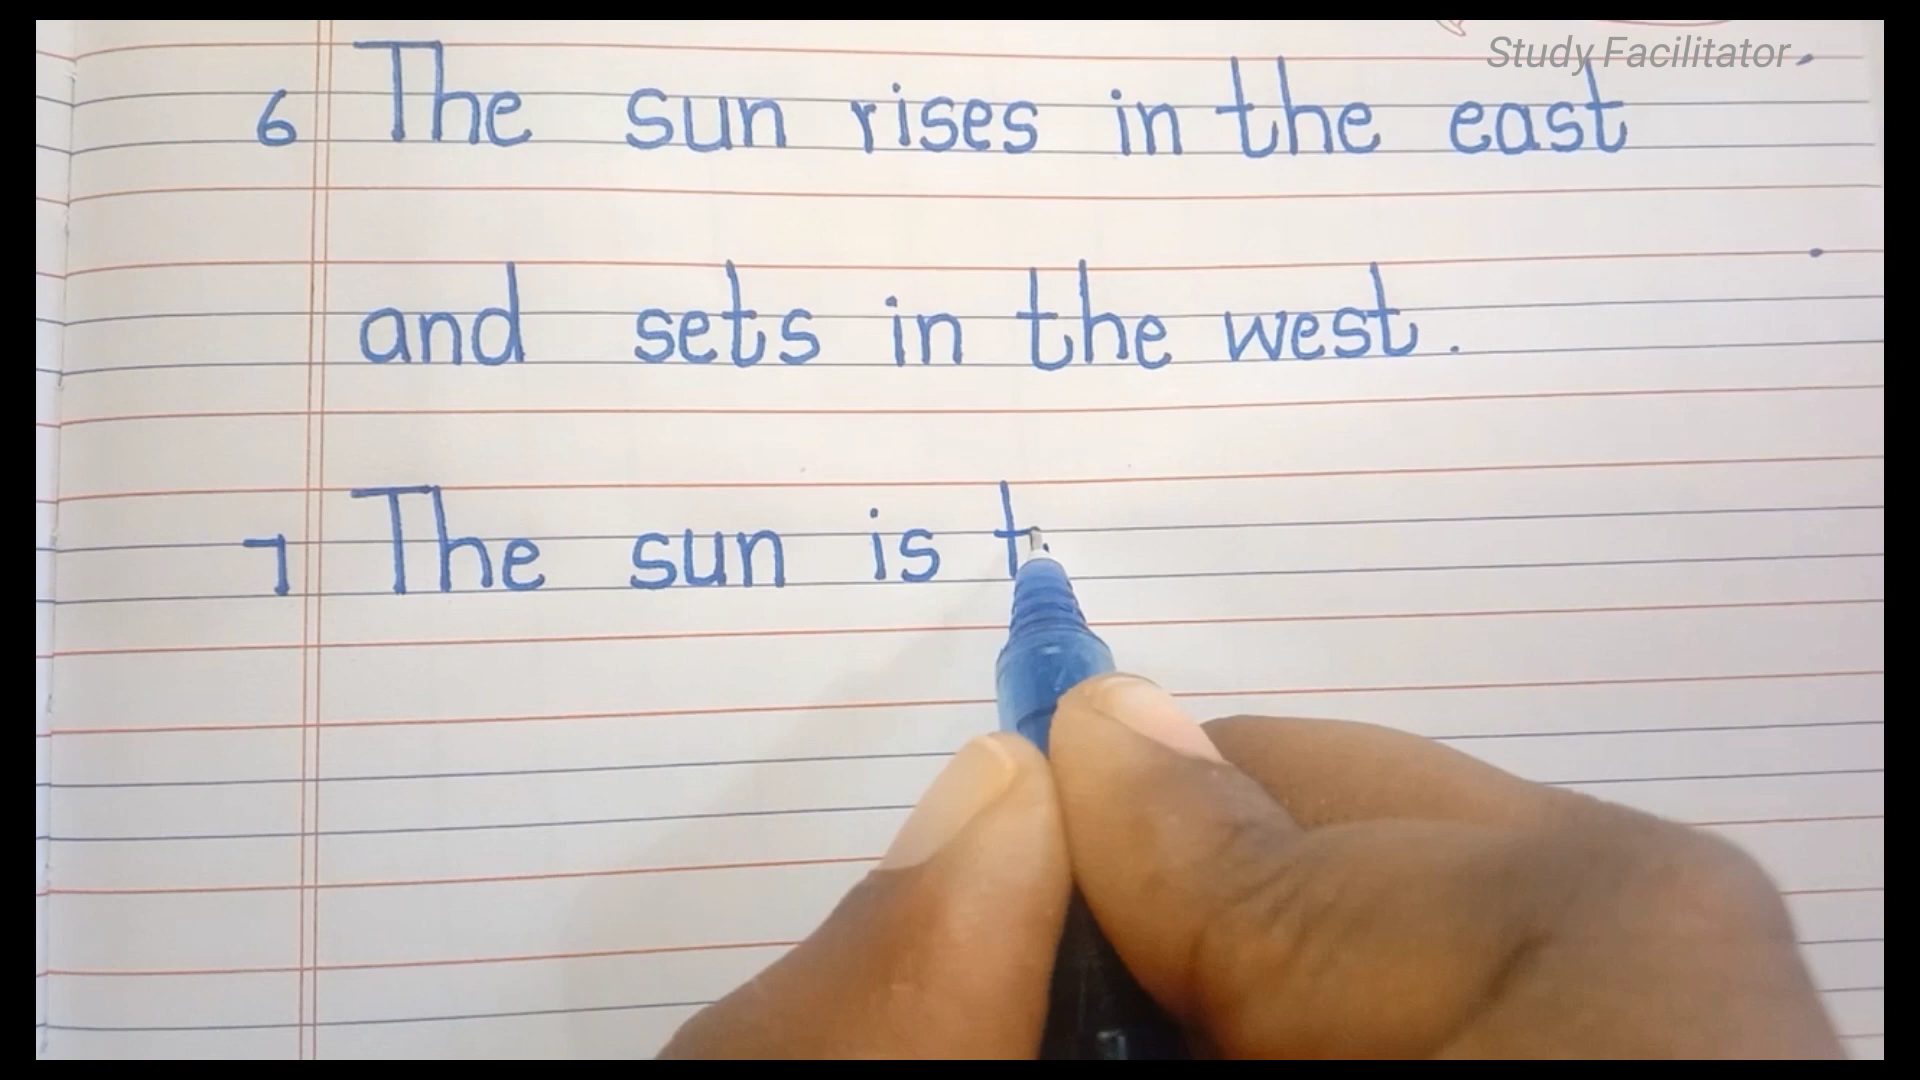 Study Facilitator
6 The sun rises in the east
and sets in the west.
7 The sun is t